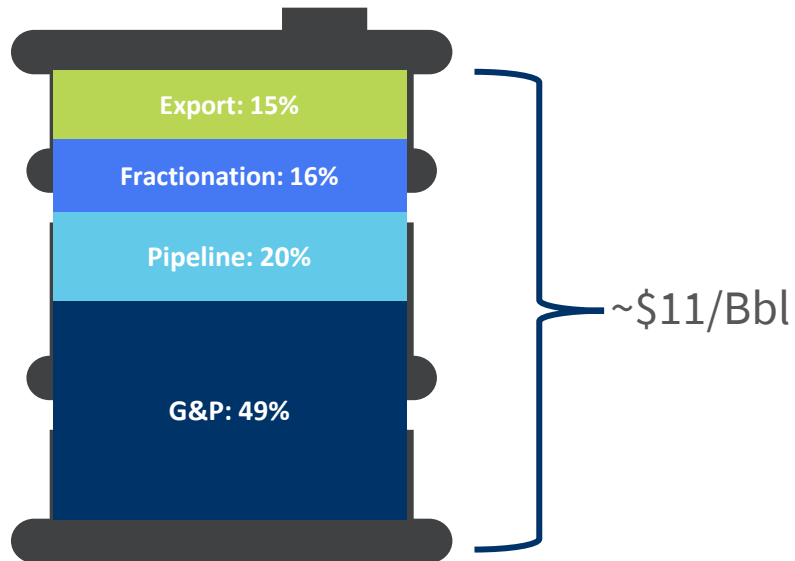 Export: 15%
Fractionation: 16%
Pipeline: 20%
~$11/Bbl
G&P: 49%